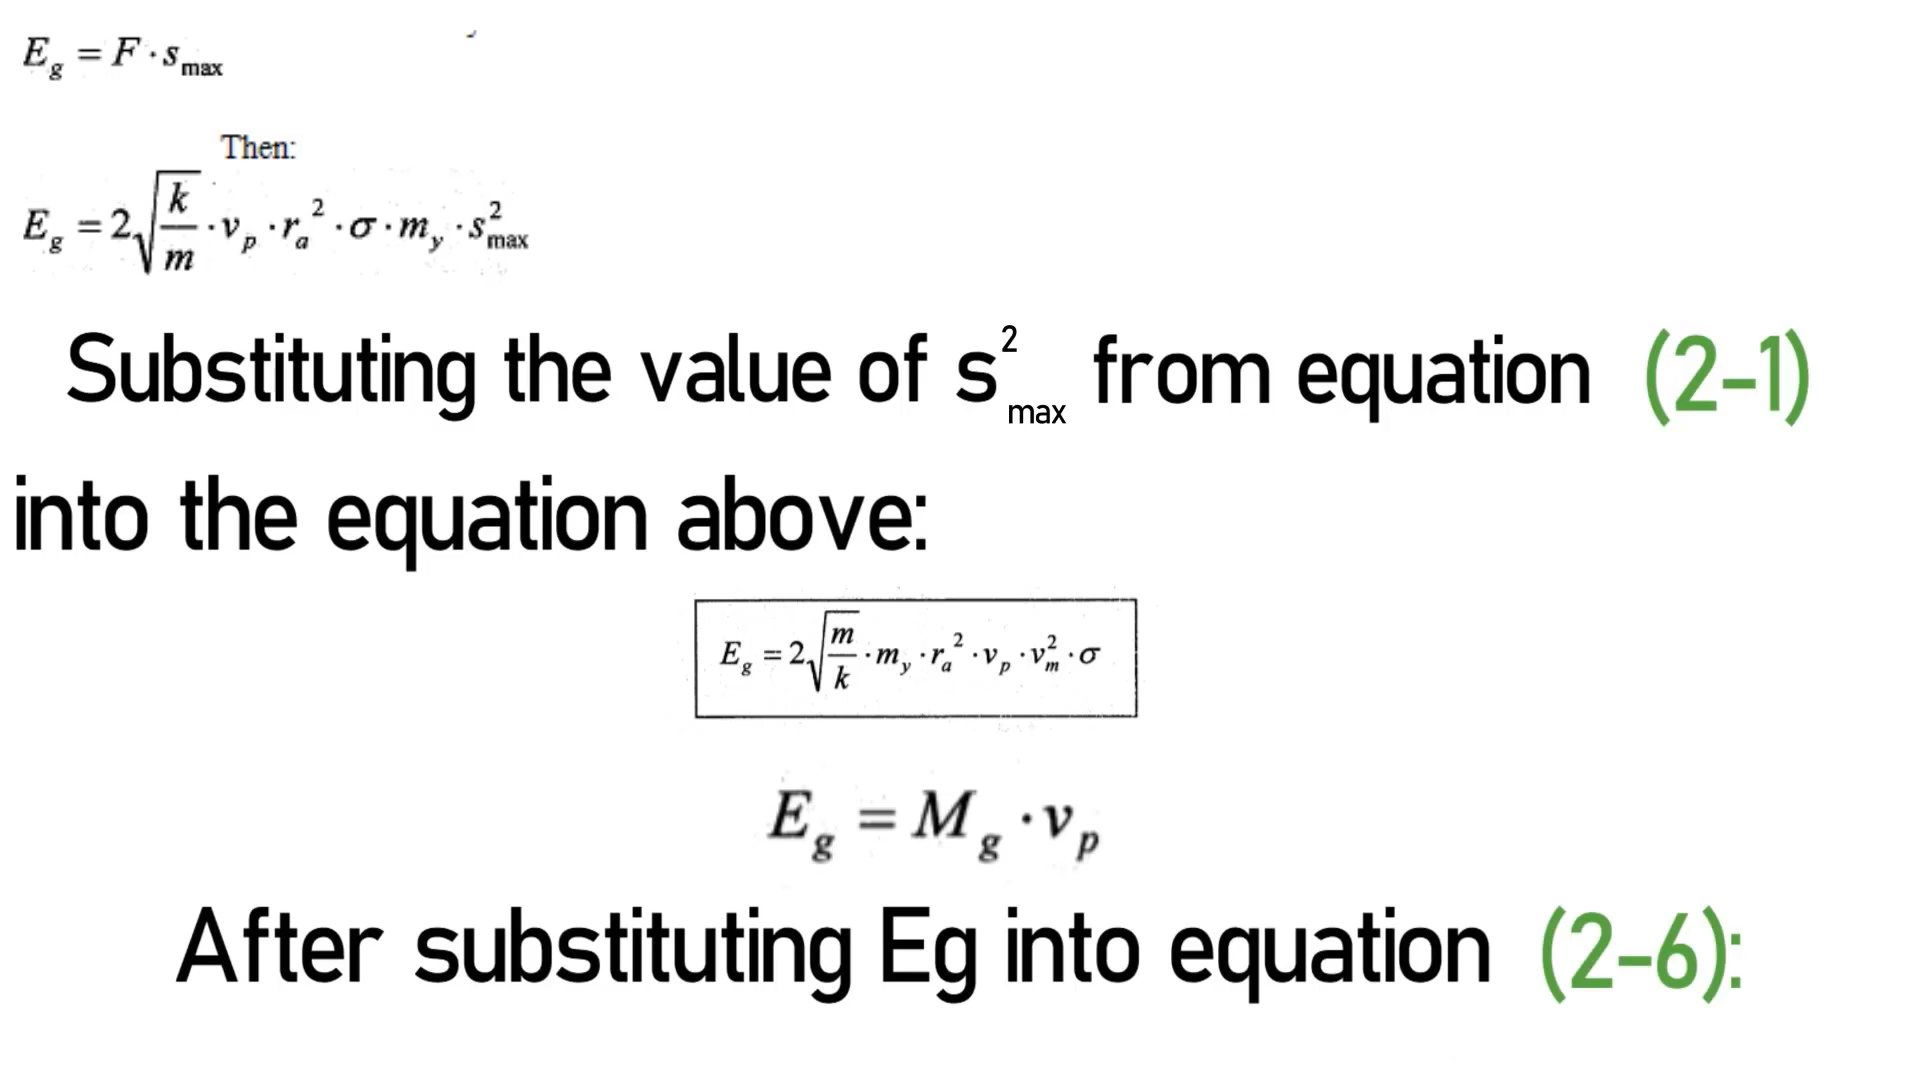 E_g = F · s_max
Then:
E_g = 2√(k/m) · v_p · r_a² · σ · m_y · s²_max
Substituting the value of s²_max from equation (2-1)
into the equation above:
E_g = 2√(m/k) · m_y · r_a² · v_p · v_m² · σ
E_g = M_g · v_p
After substituting Eg into equation (2-6):